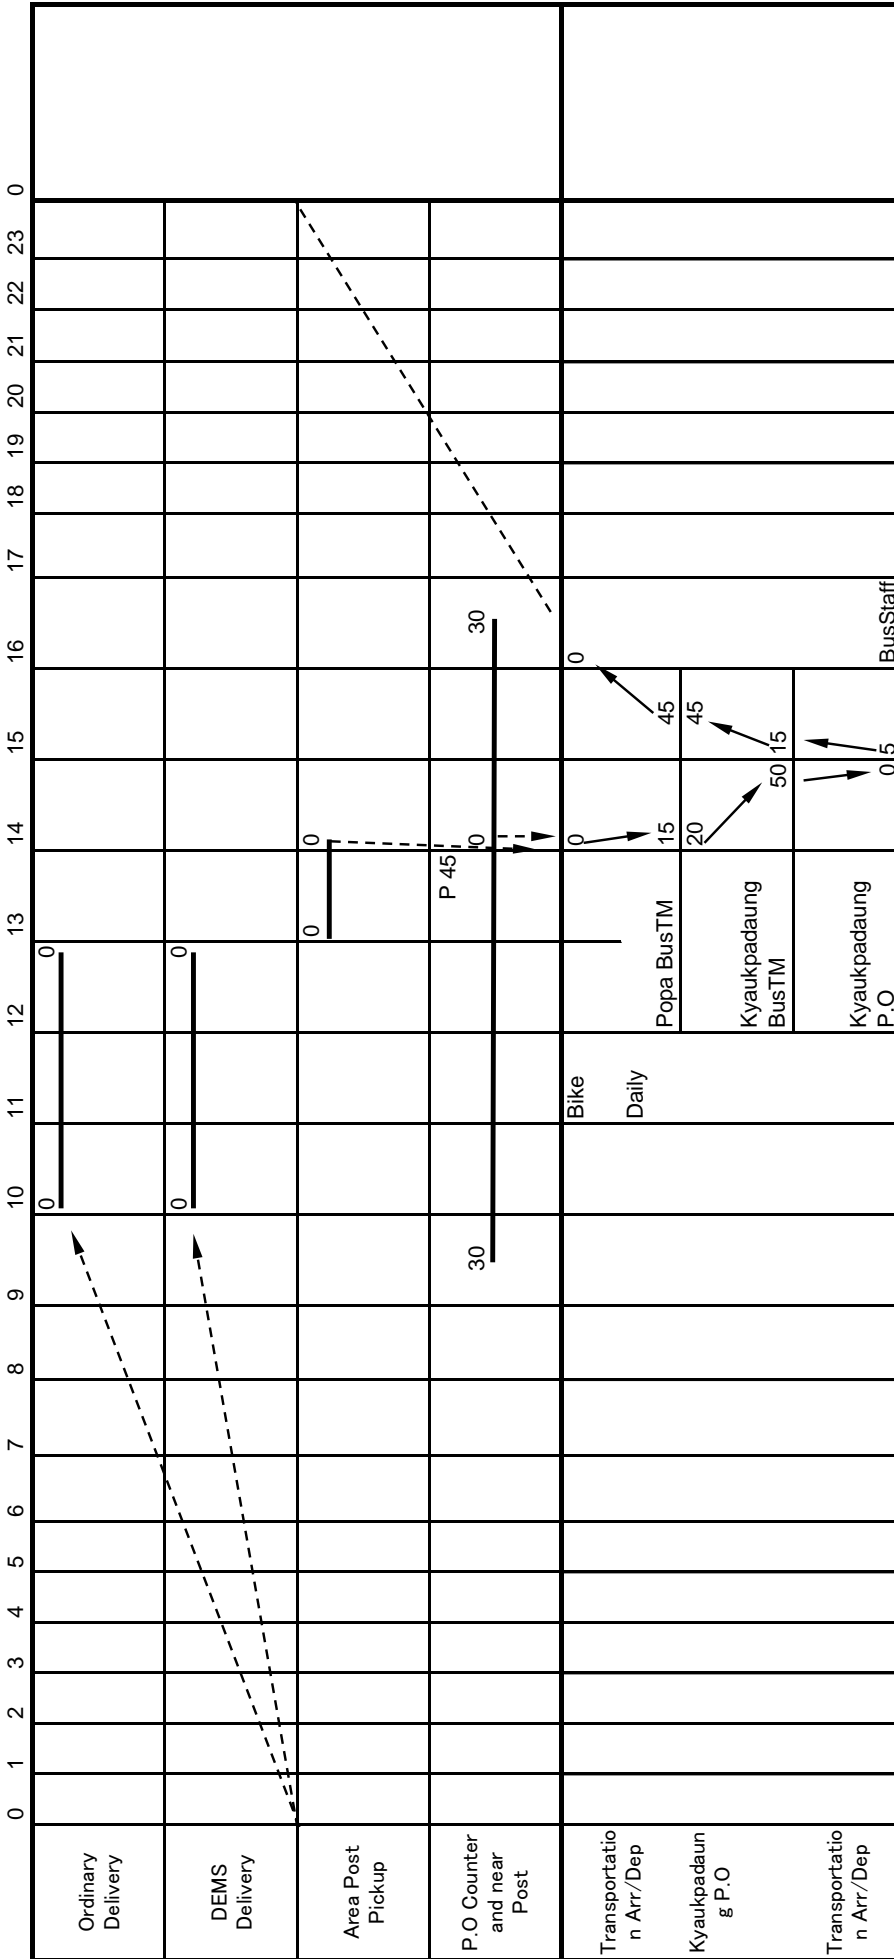 0 1 2 3 4 5 6 7 8 9 10 11 12 13 14 15 16 17 18 19 20 21 22 23 0
Ordinary
Delivery
0 0
DEMS
Delivery
0 0
Area Post
Pickup
0 0
P.O Counter
and near
Post
30 P 45 0 30
Transportatio
n Arr/Dep
Bike
Daily
0 0
Popa BusTM
15 45
Kyaukpadaun
g P.O
20 45
Kyaukpadaung
BusTM
50 15
Transportatio
n Arr/Dep
Kyaukpadaung
P.O
0 5
BusStaff